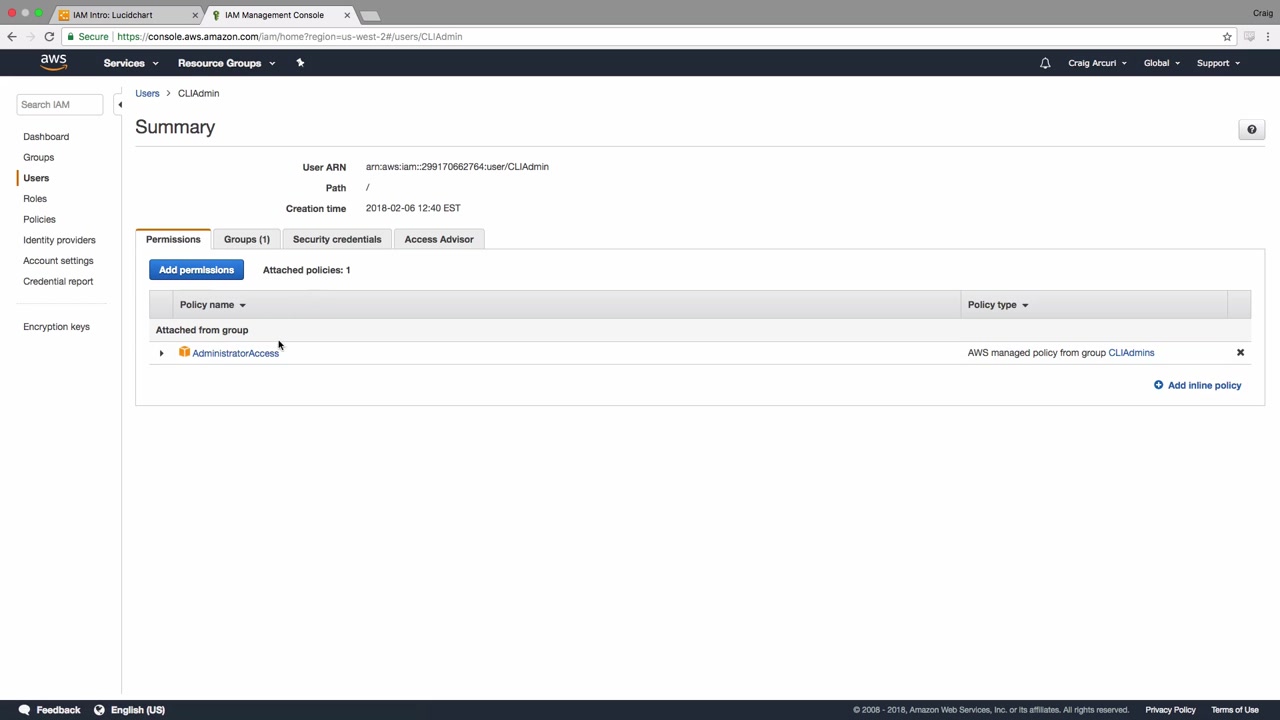 IAM Intro: Lucidchart
IAM Management Console
Craig
Secure
https://console.aws.amazon.com/iam/home?region=us-west-2#/users/CLIAdmin
aws
Services
Resource Groups
Craig Arcuri
Global
Support
Search IAM
Dashboard
Groups
Users
Roles
Policies
Identity providers
Account settings
Credential report
Encryption keys
Users > CLIAdmin
Summary
User ARN arn:aws:iam::299170662764:user/CLIAdmin
Path /
Creation time 2018-02-06 12:40 EST
Permissions
Groups (1)
Security credentials
Access Advisor
Add permissions
Attached policies: 1
Policy name
Policy type
Attached from group
AdministratorAccess
AWS managed policy from group CLIAdmins
Add inline policy
Feedback
English (US)
© 2008 - 2018, Amazon Web Services, Inc. or its affiliates. All rights reserved.
Privacy Policy
Terms of Use